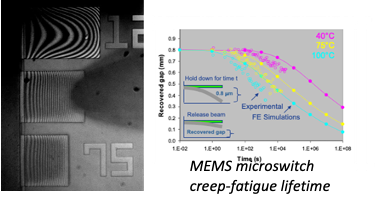 12
75
40°C
75°C
100°C
0.9
0.8
0.7
0.6
0.5
0.4
0.3
0.2
0.1
0.0
Recovered gap (mm)
Hold down for time t
0.8 µm
Experimental
FE Simulations
Release beam
Recovered gap
1.E-02 1.E+00 1.E+02 1.E+04 1.E+06 1.E+08
Time (s)
MEMS microswitch
creep-fatigue lifetime